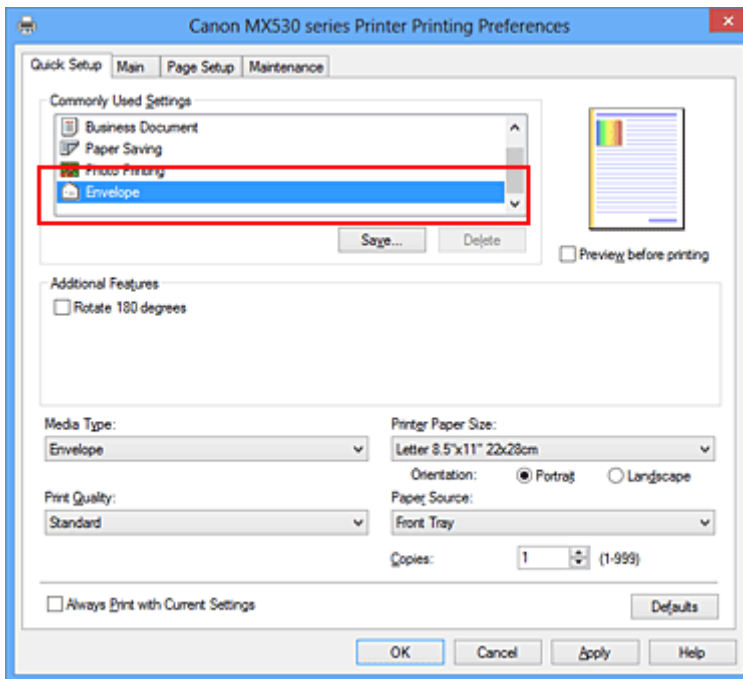 Canon MX530 series Printer Printing Preferences
Quick Setup Main Page Setup Maintenance
Commonly Used Settings
Business Document
Paper Saving
Photo Printing
Envelope
Save... Delete
Preview before printing
Additional Features
Rotate 180 degrees
Media Type:
Envelope
Printer Paper Size:
Letter 8.5"x11" 22x28cm
Orientation: Portrait Landscape
Print Quality:
Standard
Paper Source:
Front Tray
Copies: 1 (1-999)
Always Print with Current Settings
Defaults
OK Cancel Apply Help